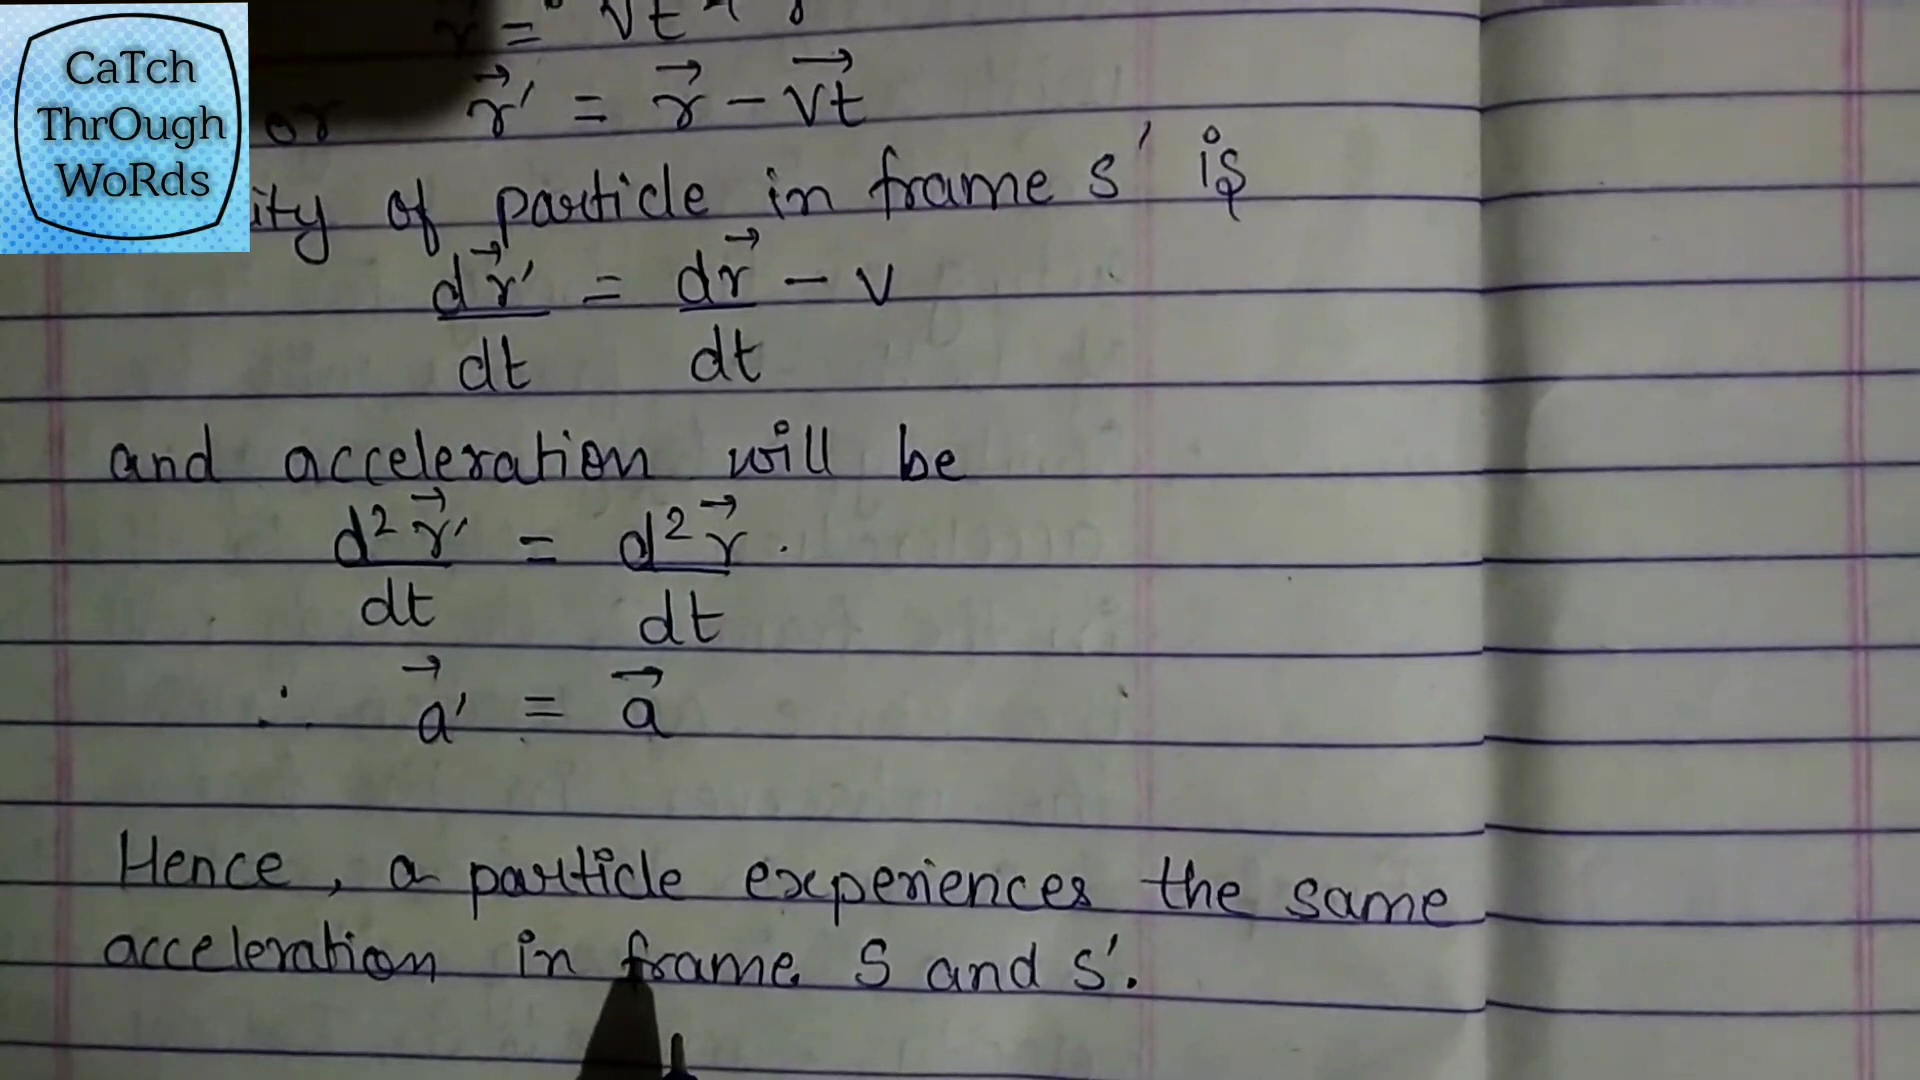 CaTch
ThrOugh
WoRds
= vt +
or r⃗' = r⃗ - v⃗t
ity of particle in frame s' is
dr⃗'/dt = dr⃗/dt - v
and acceleration will be
d²r⃗'/dt = d²r⃗/dt .
∴ a⃗' = a⃗
Hence, a particle experiences the same
acceleration in frame S and S'.